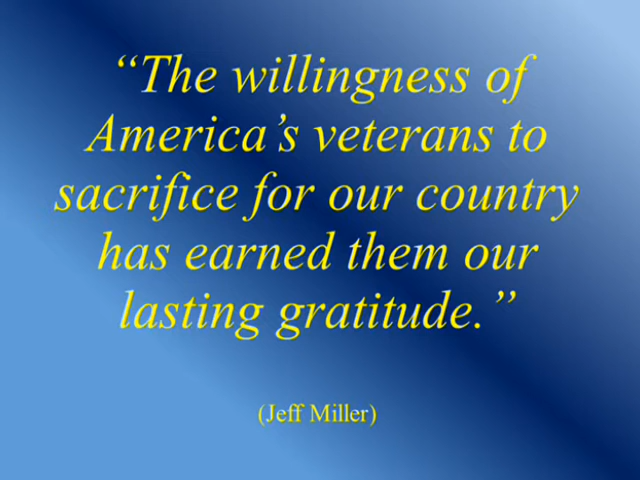 “The willingness of
America’s veterans to
sacrifice for our country
has earned them our
lasting gratitude.”
(Jeff Miller)